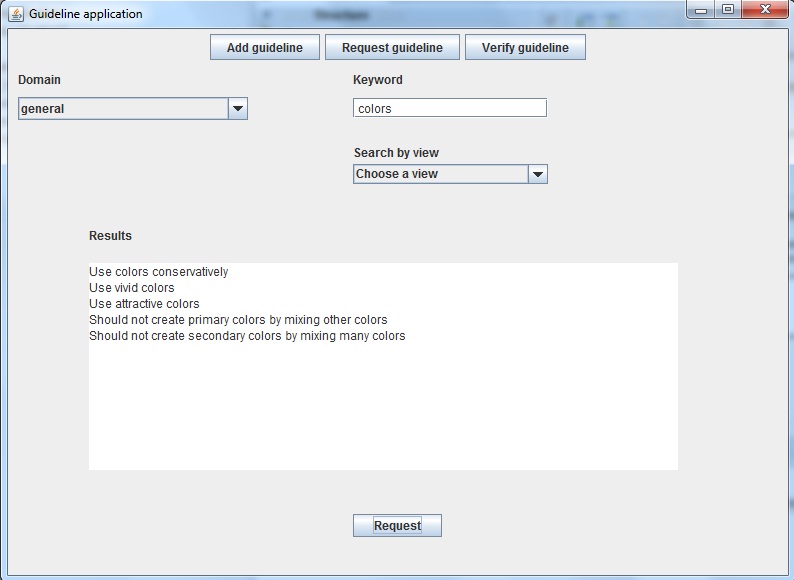 Guideline application
Add guideline Request guideline Verify guideline
Domain Keyword
general colors
Search by view
Choose a view
Results
Use colors conservatively
Use vivid colors
Use attractive colors
Should not create primary colors by mixing other colors
Should not create secondary colors by mixing many colors
Request